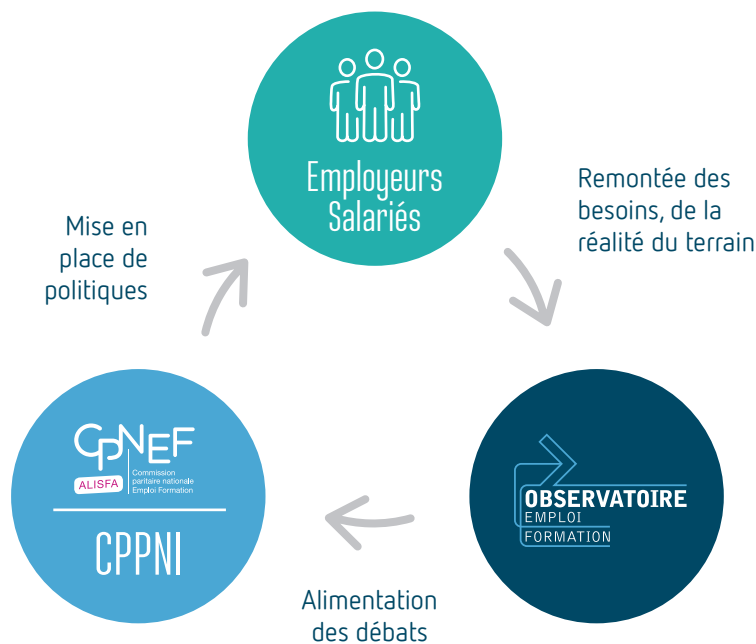 Employeurs
Salariés
Remontée des
besoins, de la
réalité du terrain
Mise en
place de
politiques
CPNEF
ALISFA
Commission
paritaire nationale
Emploi Formation
CPPNI
OBSERVATOIRE
EMPLOI
FORMATION
Alimentation
des débats